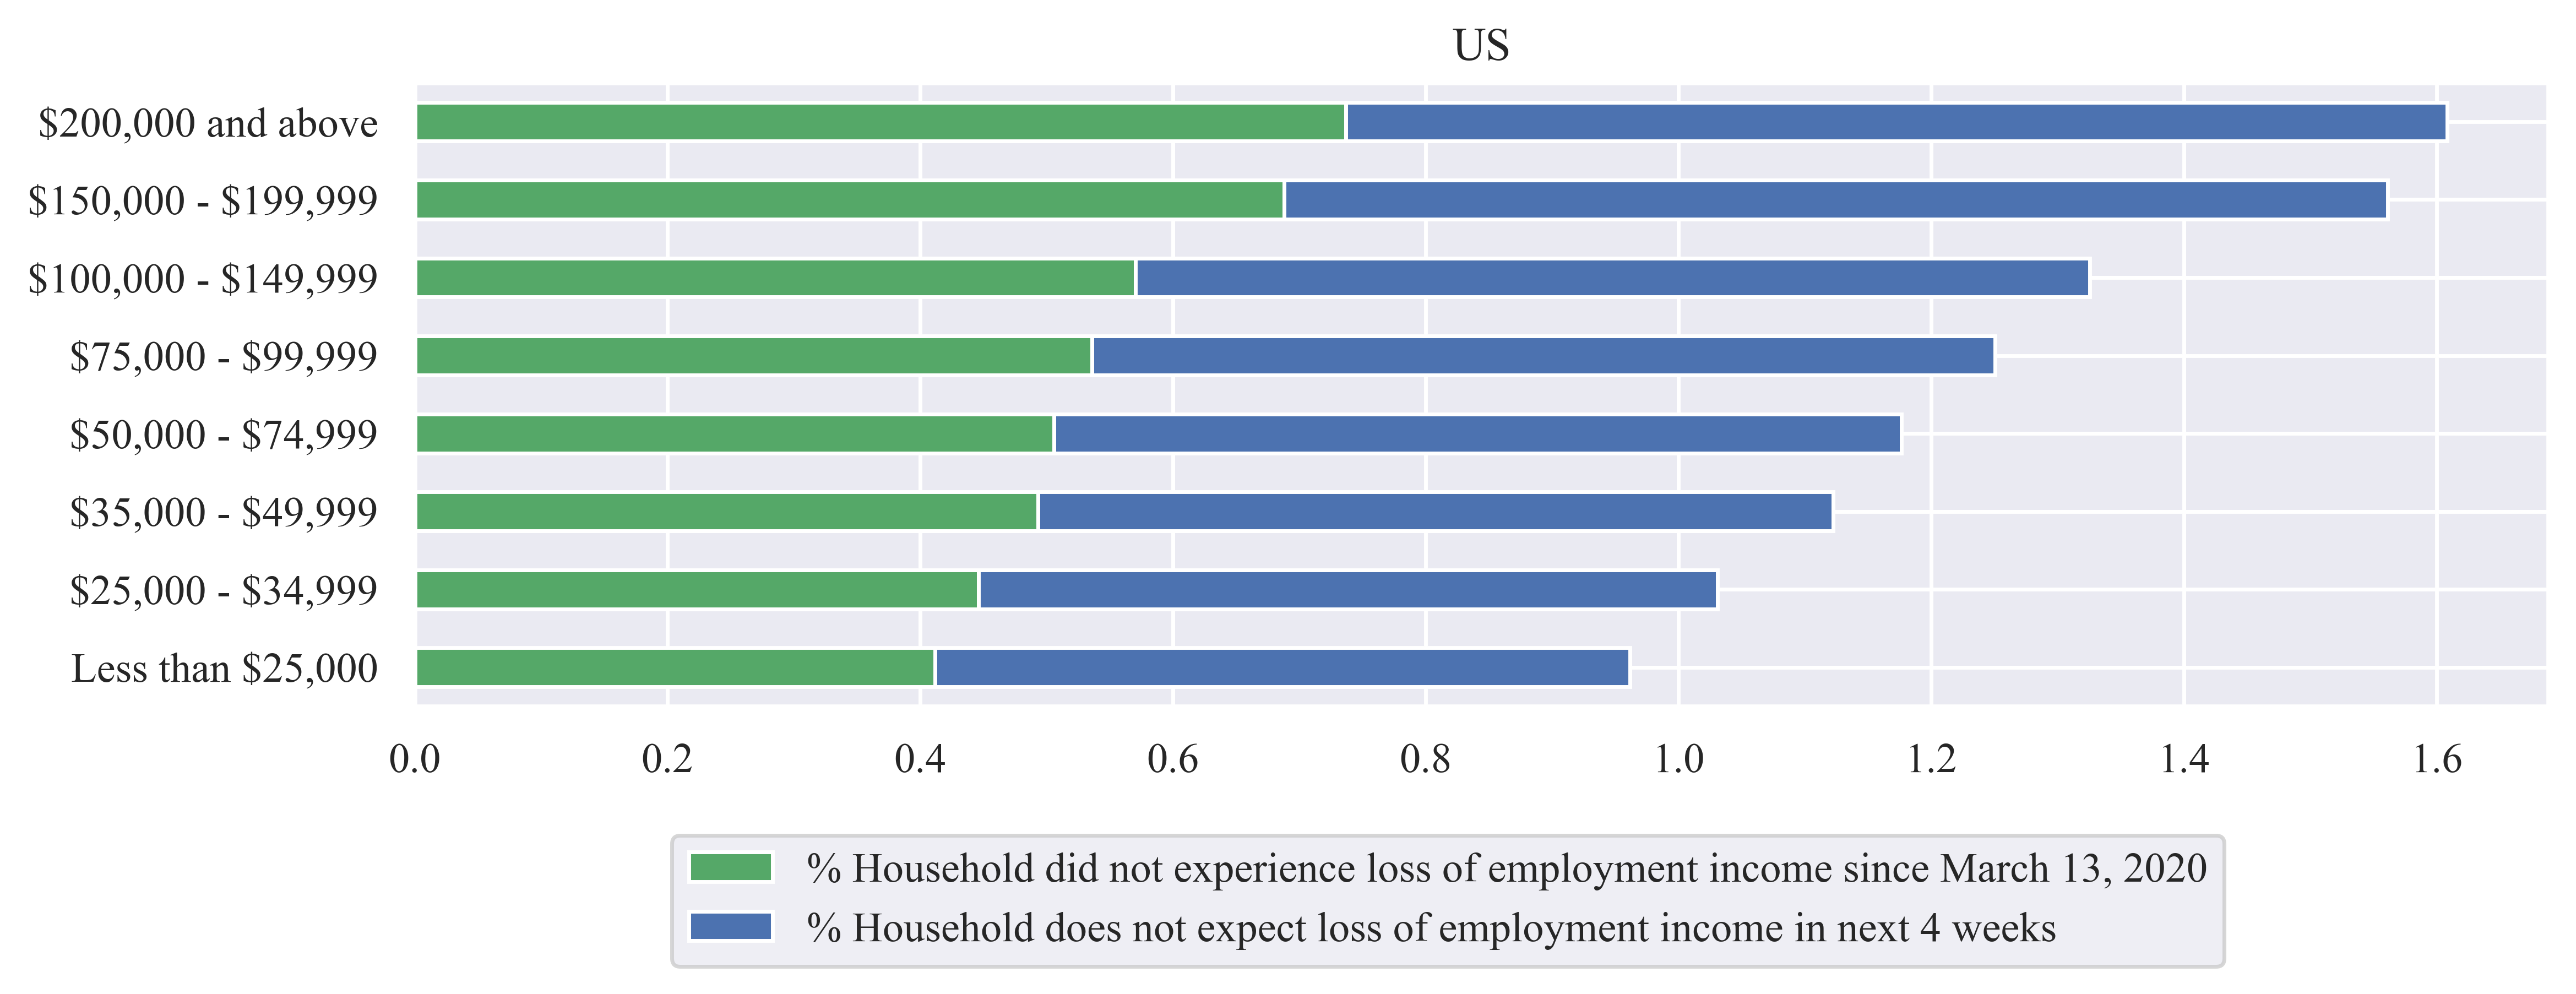 US
$200,000 and above
$150,000 - $199,999
$100,000 - $149,999
$75,000 - $99,999
$50,000 - $74,999
$35,000 - $49,999
$25,000 - $34,999
Less than $25,000
0.0 0.2 0.4 0.6 0.8 1.0 1.2 1.4 1.6
% Household did not experience loss of employment income since March 13, 2020
% Household does not expect loss of employment income in next 4 weeks